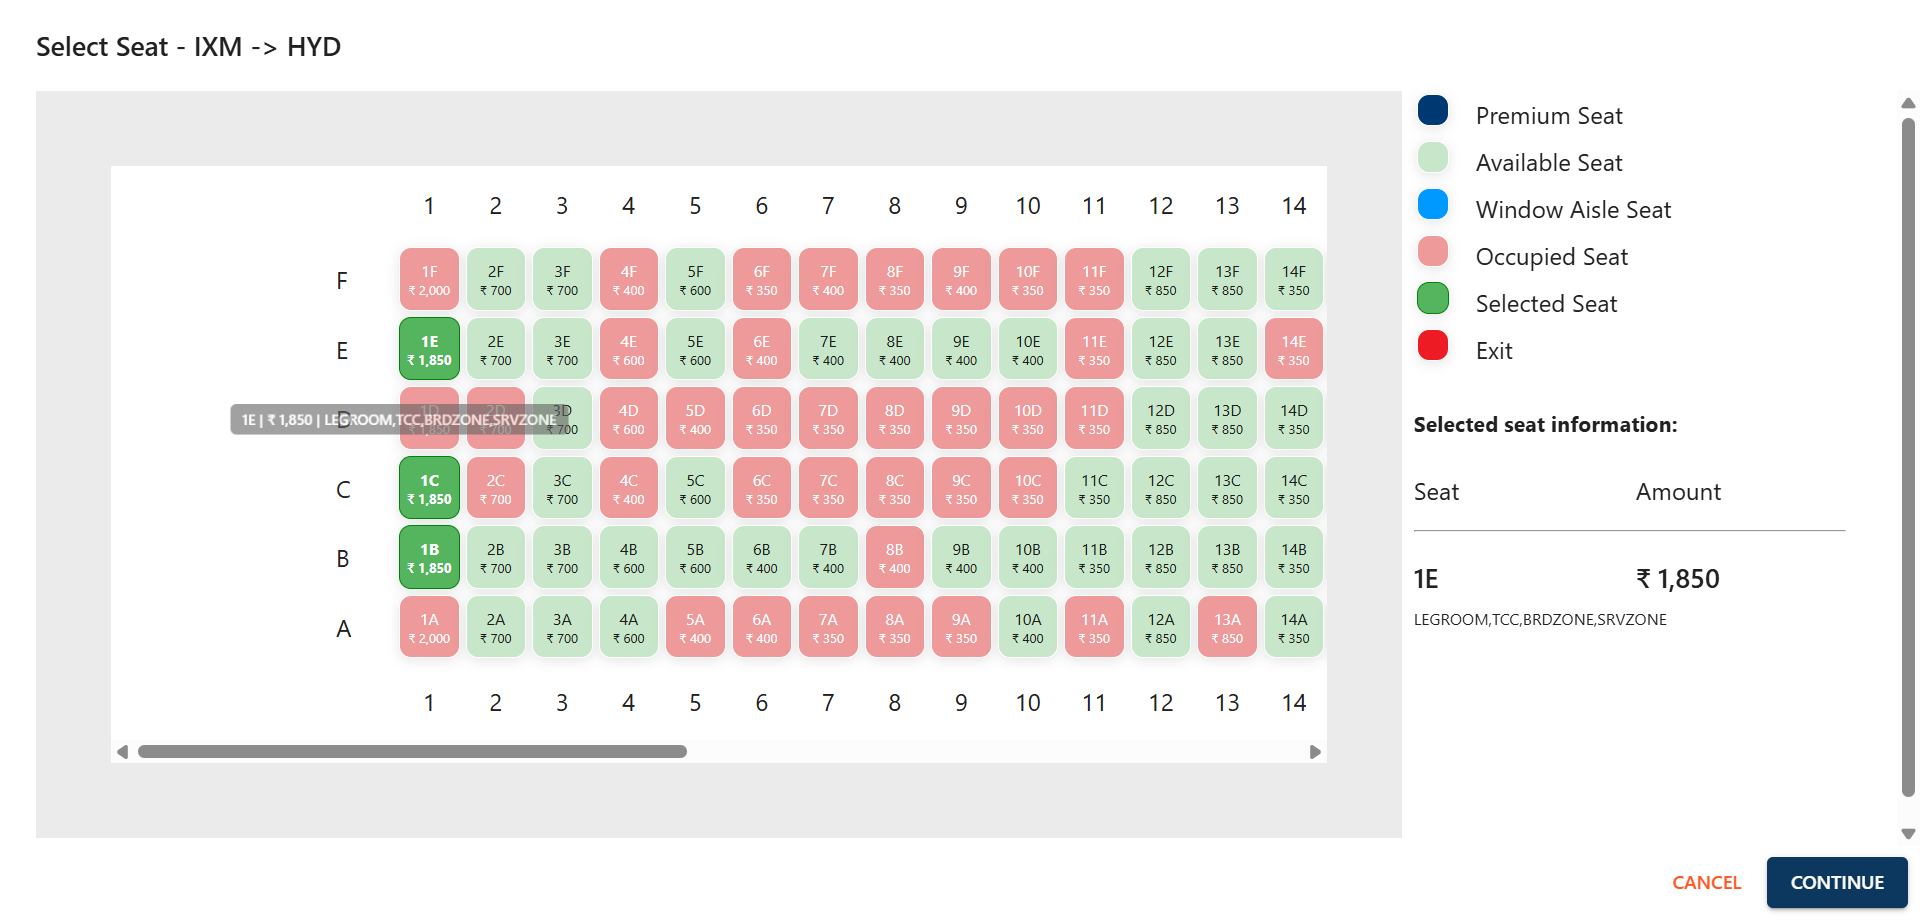 Select Seat - IXM -> HYD
1 2 3 4 5 6 7 8 9 10 11 12 13 14
F
1F 2F 3F 4F 5F 6F 7F 8F 9F 10F 11F 12F 13F 14F
₹ 2,000 ₹ 700 ₹ 700 ₹ 400 ₹ 600 ₹ 350 ₹ 400 ₹ 350 ₹ 400 ₹ 350 ₹ 350 ₹ 850 ₹ 850 ₹ 350
E
1E 2E 3E 4E 5E 6E 7E 8E 9E 10E 11E 12E 13E 14E
₹ 1,850 ₹ 700 ₹ 700 ₹ 600 ₹ 600 ₹ 400 ₹ 400 ₹ 400 ₹ 400 ₹ 400 ₹ 350 ₹ 850 ₹ 850 ₹ 350
D
1D 2D 3D 4D 5D 6D 7D 8D 9D 10D 11D 12D 13D 14D
1E | ₹ 1,850 | LEGROOM,TCC,BRDZONE,SRVZONE
₹ 1,850 ₹ 700 ₹ 700 ₹ 600 ₹ 400 ₹ 350 ₹ 350 ₹ 350 ₹ 350 ₹ 350 ₹ 350 ₹ 850 ₹ 850 ₹ 350
C
1C 2C 3C 4C 5C 6C 7C 8C 9C 10C 11C 12C 13C 14C
₹ 1,850 ₹ 700 ₹ 700 ₹ 400 ₹ 600 ₹ 350 ₹ 350 ₹ 350 ₹ 350 ₹ 350 ₹ 350 ₹ 850 ₹ 850 ₹ 350
B
1B 2B 3B 4B 5B 6B 7B 8B 9B 10B 11B 12B 13B 14B
₹ 1,850 ₹ 700 ₹ 700 ₹ 600 ₹ 600 ₹ 400 ₹ 400 ₹ 400 ₹ 400 ₹ 400 ₹ 350 ₹ 850 ₹ 850 ₹ 350
A
1A 2A 3A 4A 5A 6A 7A 8A 9A 10A 11A 12A 13A 14A
₹ 2,000 ₹ 700 ₹ 700 ₹ 600 ₹ 400 ₹ 400 ₹ 350 ₹ 350 ₹ 350 ₹ 400 ₹ 350 ₹ 850 ₹ 850 ₹ 350
1 2 3 4 5 6 7 8 9 10 11 12 13 14
Premium Seat
Available Seat
Window Aisle Seat
Occupied Seat
Selected Seat
Exit
Selected seat information:
Seat Amount
1E ₹ 1,850
LEGROOM,TCC,BRDZONE,SRVZONE
CANCEL CONTINUE